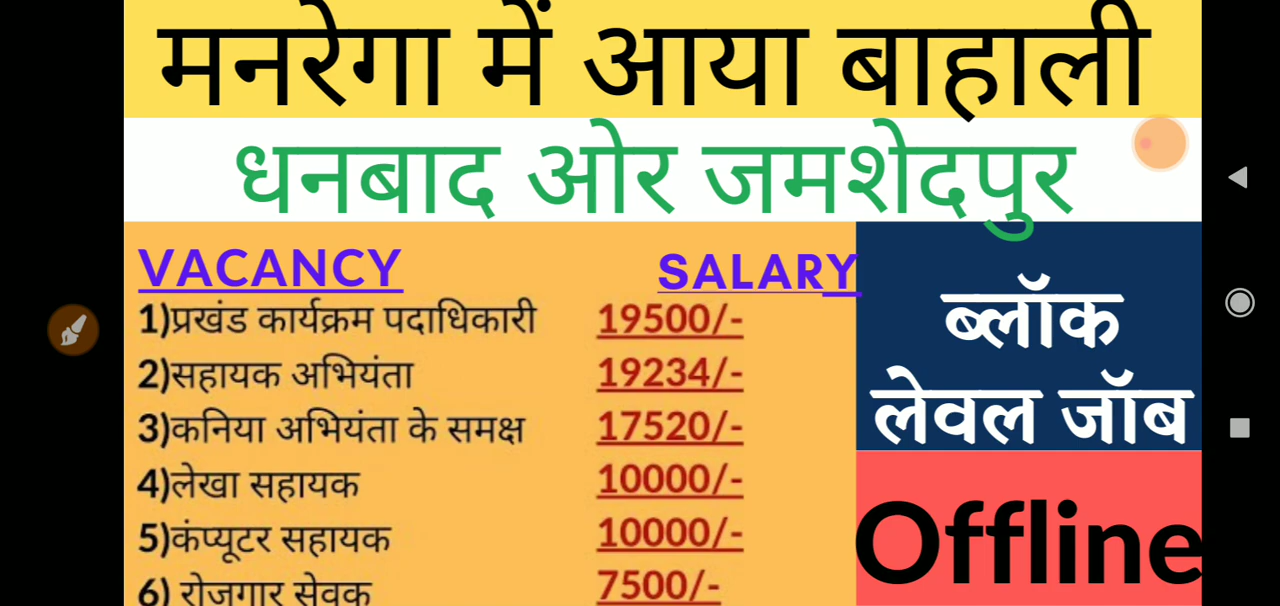 मनरेगा में आया बाहाली
धनबाद ओर जमशेदपुर
VACANCY SALARY
1)प्रखंड कार्यक्रम पदाधिकारी 19500/-
2)सहायक अभियंता 19234/-
3)कनिया अभियंता के समक्ष 17520/-
4)लेखा सहायक 10000/-
5)कंप्यूटर सहायक 10000/-
6) रोजगार सेवक 7500/-
ब्लॉक
लेवल जॉब
Offline